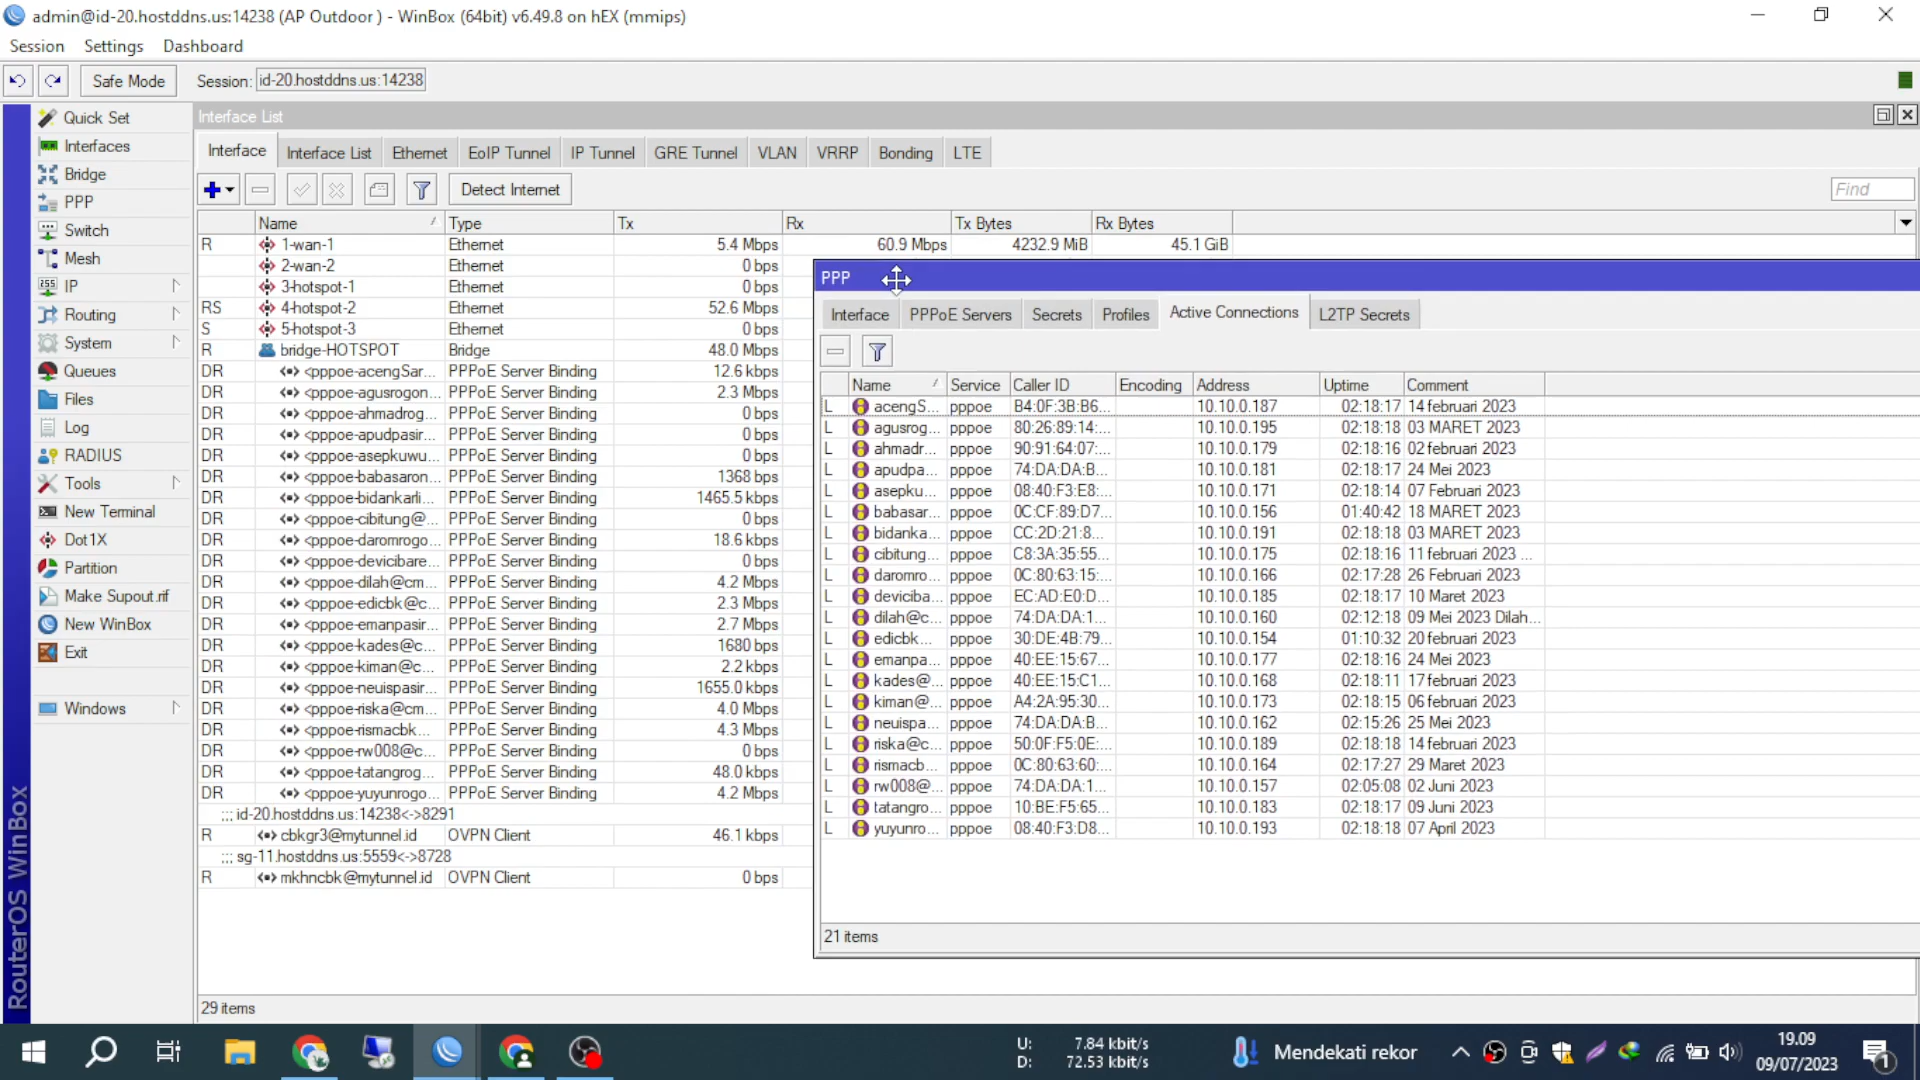 admin@id-20.hostddns.us:14238 (AP Outdoor ) - WinBox (64bit) v6.49.8 on hEX (mmips)
Session Settings Dashboard
Safe Mode Session: id-20.hostddns.us:14238
Quick Set
Interfaces
Bridge
PPP
Switch
Mesh
IP
Routing
System
Queues
Files
Log
RADIUS
Tools
New Terminal
Dot1X
Partition
Make Supout.rif
New WinBox
Exit
Windows
RouterOS WinBox
Interface List
Interface Interface List Ethernet EoIP Tunnel IP Tunnel GRE Tunnel VLAN VRRP Bonding LTE
Detect Internet Find
Name Type Tx Rx Tx Bytes Rx Bytes
R 1-wan-1 Ethernet 5.4 Mbps 60.9 Mbps 4232.9 MiB 45.1 GiB
2-wan-2 Ethernet 0 bps
3-hotspot-1 Ethernet 0 bps
RS 4-hotspot-2 Ethernet 52.6 Mbps
S 5-hotspot-3 Ethernet 0 bps
R bridge-HOTSPOT Bridge 48.0 Mbps
DR <pppoe-acengSar... PPPoE Server Binding 12.6 kbps
DR <pppoe-agusrogon... PPPoE Server Binding 2.3 Mbps
DR <pppoe-ahmadrog... PPPoE Server Binding 0 bps
DR <pppoe-apudpasir... PPPoE Server Binding 0 bps
DR <pppoe-asepkuwu... PPPoE Server Binding 0 bps
DR <pppoe-babasaron... PPPoE Server Binding 1368 bps
DR <pppoe-bidankarli... PPPoE Server Binding 1465.5 kbps
DR <pppoe-cibitung@... PPPoE Server Binding 0 bps
DR <pppoe-daromrogo... PPPoE Server Binding 18.6 kbps
DR <pppoe-devicibare... PPPoE Server Binding 0 bps
DR <pppoe-dilah@cm... PPPoE Server Binding 4.2 Mbps
DR <pppoe-edicbk@c... PPPoE Server Binding 2.3 Mbps
DR <pppoe-emanpasir... PPPoE Server Binding 2.7 Mbps
DR <pppoe-kades@c... PPPoE Server Binding 1680 bps
DR <pppoe-kiman@c... PPPoE Server Binding 2.2 kbps
DR <pppoe-neuispasir... PPPoE Server Binding 1655.0 kbps
DR <pppoe-riska@cm... PPPoE Server Binding 4.0 Mbps
DR <pppoe-rismacbk... PPPoE Server Binding 4.3 Mbps
DR <pppoe-rw008@c... PPPoE Server Binding 0 bps
DR <pppoe-tatangrog... PPPoE Server Binding 48.0 kbps
DR <pppoe-yuyunrogo... PPPoE Server Binding 4.2 Mbps
;;; id-20.hostddns.us:14238<->8291
R cbkgr3@mytunnel.id OVPN Client 46.1 kbps
;;; sg-11.hostddns.us:5559<->8728
R mkhncbk@mytunnel.id OVPN Client 0 bps
29 items
PPP
Interface PPPoE Servers Secrets Profiles Active Connections L2TP Secrets
Name Service Caller ID Encoding Address Uptime Comment
L acengS... pppoe B4:0F:3B:B6... 10.10.0.187 02:18:17 14 februari 2023
L agusrog... pppoe 80:26:89:14:... 10.10.0.195 02:18:18 03 MARET 2023
L ahmadr... pppoe 90:91:64:07:... 10.10.0.179 02:18:16 02 februari 2023
L apudpa... pppoe 74:DA:DA:B... 10.10.0.181 02:18:17 24 Mei 2023
L asepku... pppoe 08:40:F3:E8:... 10.10.0.171 02:18:14 07 Februari 2023
L babasar... pppoe 0C:CF:89:D7... 10.10.0.156 01:40:42 18 MARET 2023
L bidanka... pppoe CC:2D:21:8... 10.10.0.191 02:18:18 03 MARET 2023
L cibitung... pppoe C8:3A:35:55... 10.10.0.175 02:18:16 11 februari 2023 ...
L daromro... pppoe 0C:80:63:15:... 10.10.0.166 02:17:28 26 Februari 2023
L deviciba... pppoe EC:AD:E0:D... 10.10.0.185 02:18:17 10 Maret 2023
L dilah@c... pppoe 74:DA:DA:1... 10.10.0.160 02:12:18 09 Mei 2023 Dilah...
L edicbk... pppoe 30:DE:4B:79... 10.10.0.154 01:10:32 20 februari 2023
L emanpa... pppoe 40:EE:15:67... 10.10.0.177 02:18:16 24 Mei 2023
L kades@... pppoe 40:EE:15:C1... 10.10.0.168 02:18:11 17 februari 2023
L kiman@... pppoe A4:2A:95:30... 10.10.0.173 02:18:15 06 februari 2023
L neuispa... pppoe 74:DA:DA:B... 10.10.0.162 02:15:26 25 Mei 2023
L riska@c... pppoe 50:0F:F5:0E:... 10.10.0.189 02:18:18 14 februari 2023
L rismacb... pppoe 0C:80:63:60:... 10.10.0.164 02:17:27 29 Maret 2023
L rw008@... pppoe 74:DA:DA:1... 10.10.0.157 02:05:08 02 Juni 2023
L tatangro... pppoe 10:BE:F5:65... 10.10.0.183 02:18:17 09 Juni 2023
L yuyunro... pppoe 08:40:F3:D8... 10.10.0.193 02:18:18 07 April 2023
21 items
U: 7.84 kbit/s
D: 72.53 kbit/s
Mendekati rekor
19.09
09/07/2023
1